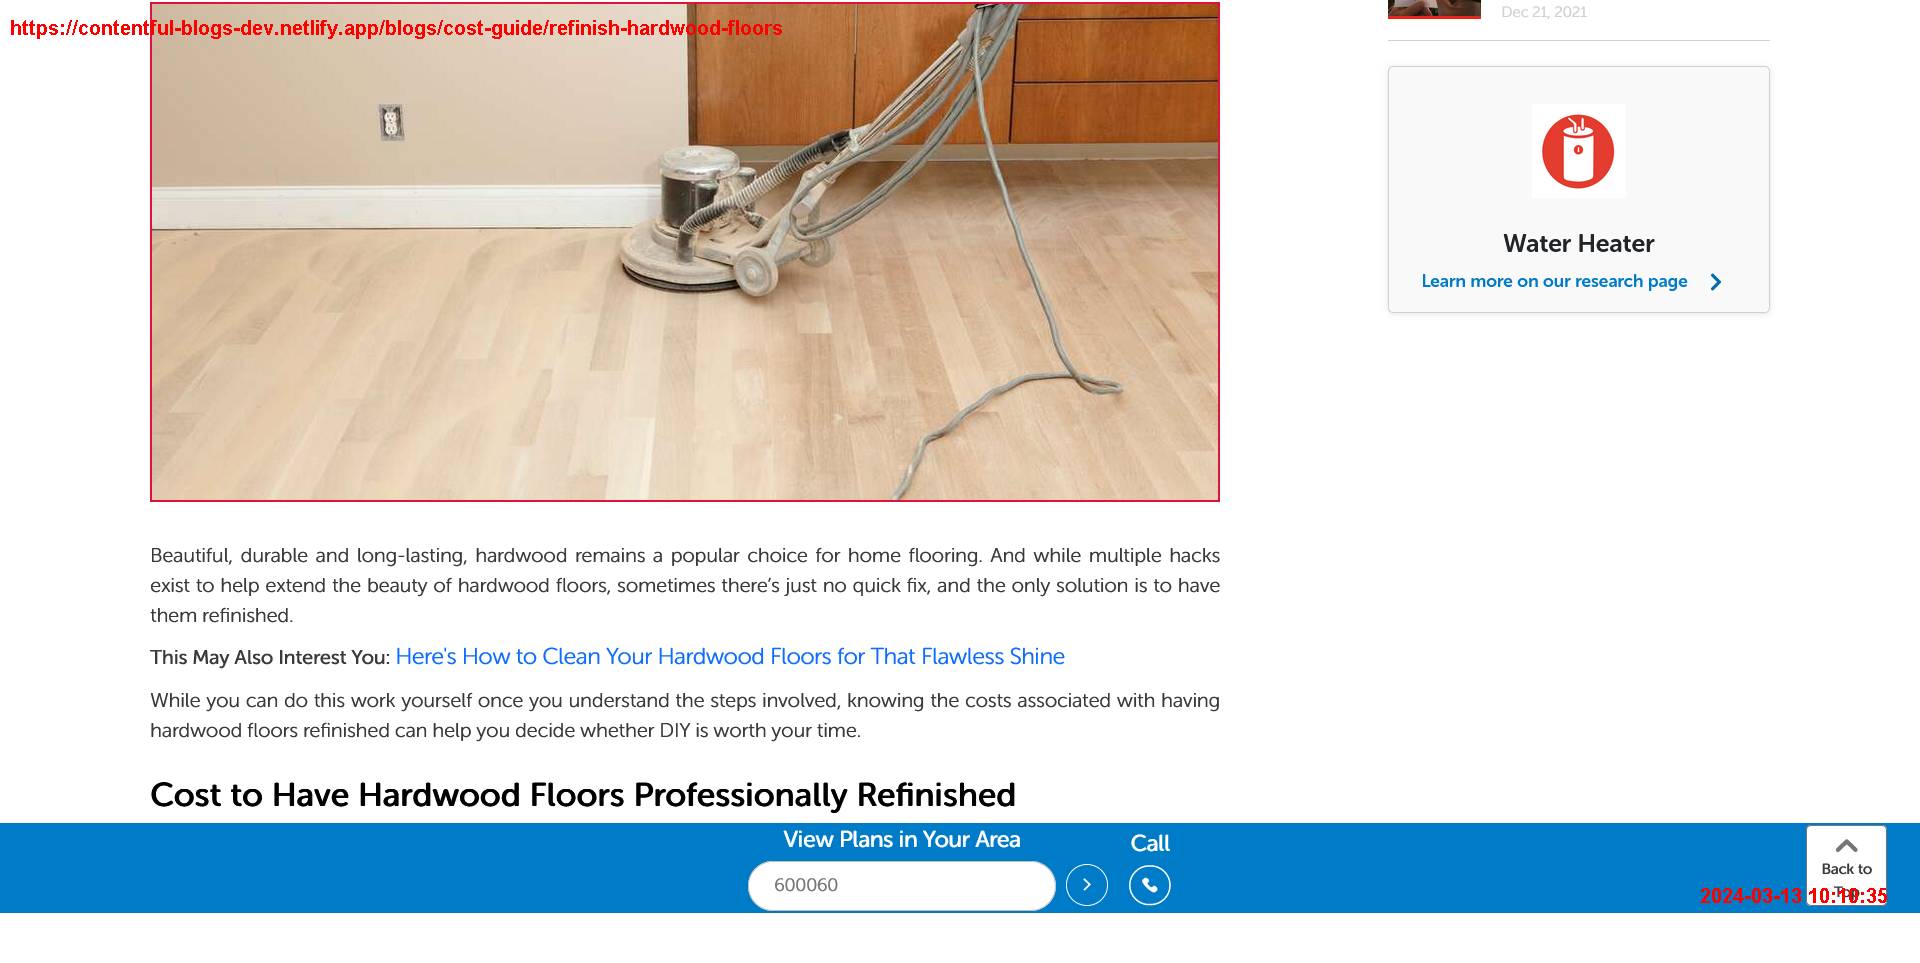 https://contentful-blogs-dev.netlify.app/blogs/cost-guide/refinish-hardwood-floors
Dec 21, 2021
Water Heater
Learn more on our research page
Beautiful, durable and long-lasting, hardwood remains a popular choice for home flooring. And while multiple hacks
exist to help extend the beauty of hardwood floors, sometimes there’s just no quick fix, and the only solution is to have
them refinished.
This May Also Interest You: Here's How to Clean Your Hardwood Floors for That Flawless Shine
While you can do this work yourself once you understand the steps involved, knowing the costs associated with having
hardwood floors refinished can help you decide whether DIY is worth your time.
Cost to Have Hardwood Floors Professionally Refinished
View Plans in Your Area
600060
Call
Back to
Top
2024-03-13 10:10:35